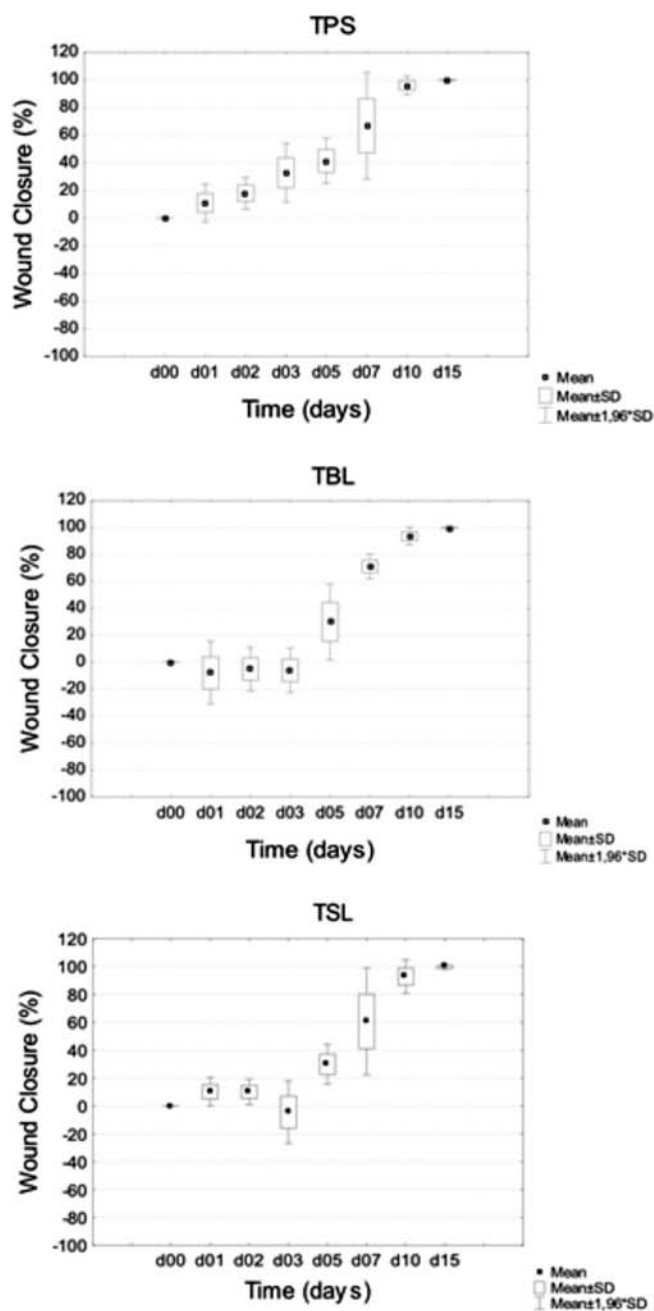 TPS
Wound Closure (%)
120
100
80
60
40
20
0
-20
-40
-60
-80
-100
d00 d01 d02 d03 d05 d07 d10 d15
Time (days)
Mean
Mean±SD
Mean±1,96*SD
TBL
Wound Closure (%)
120
100
80
60
40
20
0
-20
-40
-60
-80
-100
d00 d01 d02 d03 d05 d07 d10 d15
Time (days)
Mean
Mean±SD
Mean±1,96*SD
TSL
Wound Closure (%)
120
100
80
60
40
20
0
-20
-40
-60
-80
-100
d00 d01 d02 d03 d05 d07 d10 d15
Time (days)
Mean
Mean±SD
Mean±1,96*SD